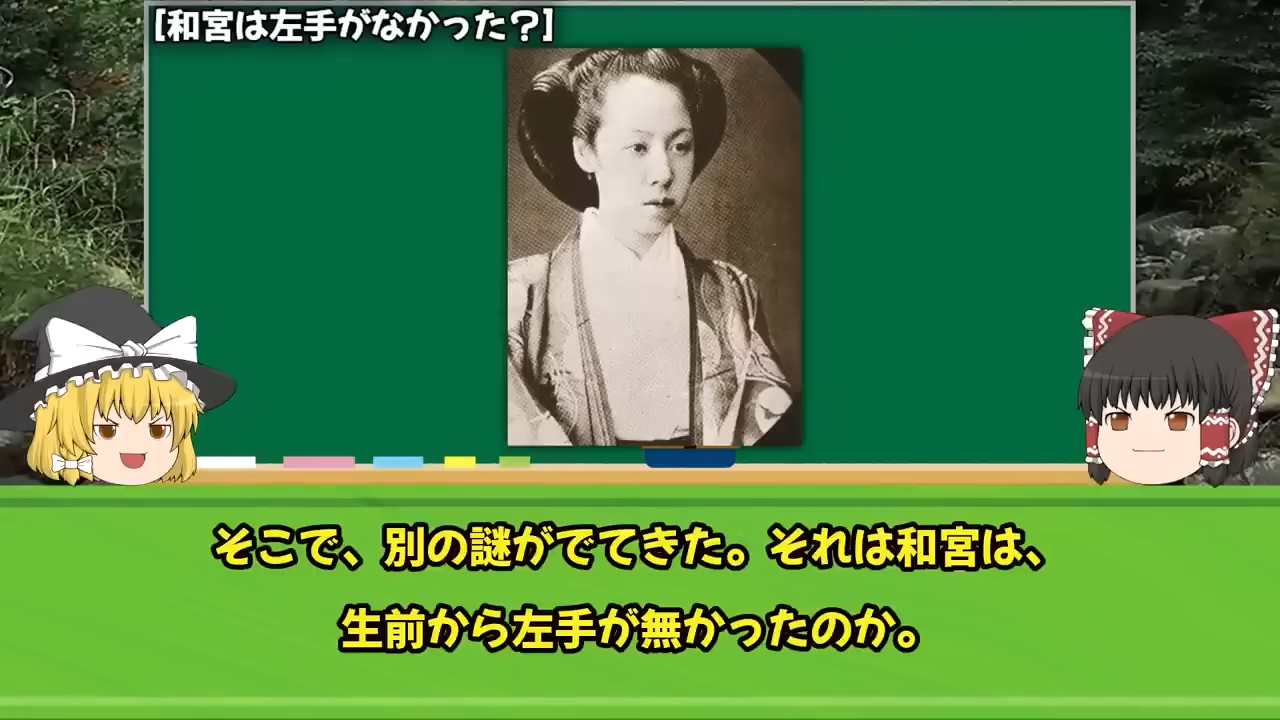 [和宮は左手がなかった？]
そこで、別の謎がでてきた。それは和宮は、
生前から左手が無かったのか。